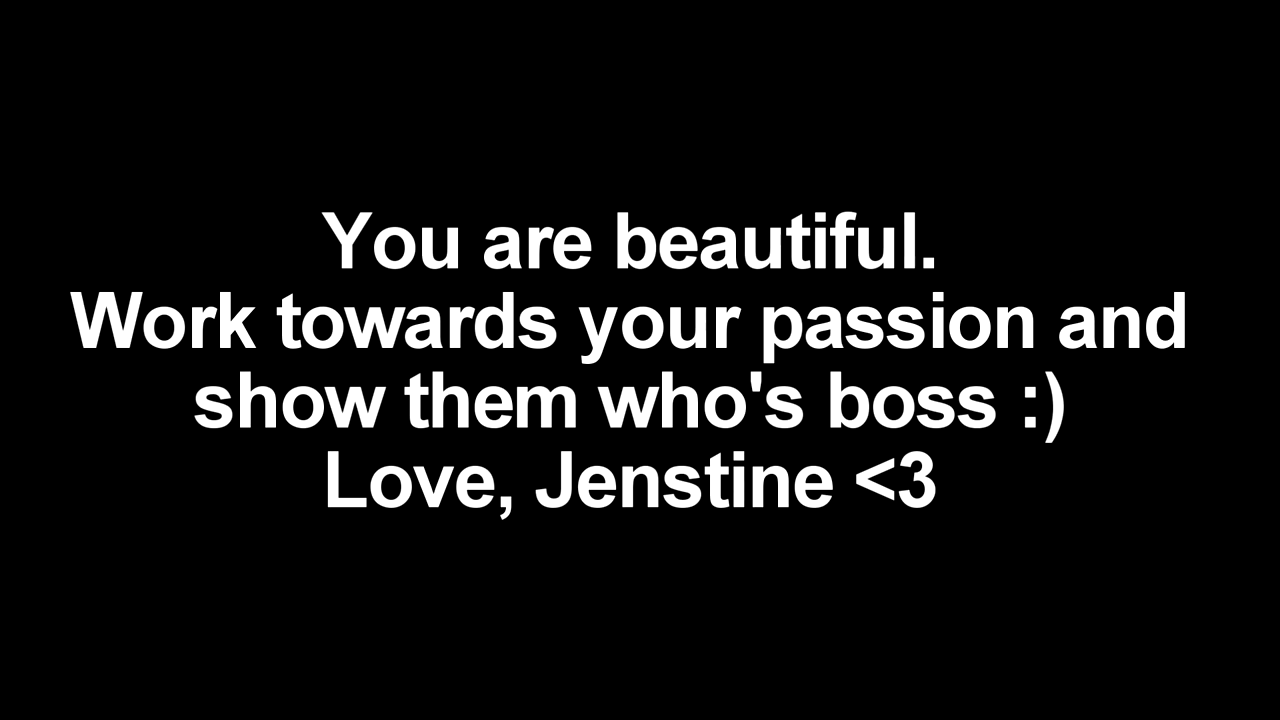 You are beautiful.
Work towards your passion and
show them who's boss :)
Love, Jenstine <3